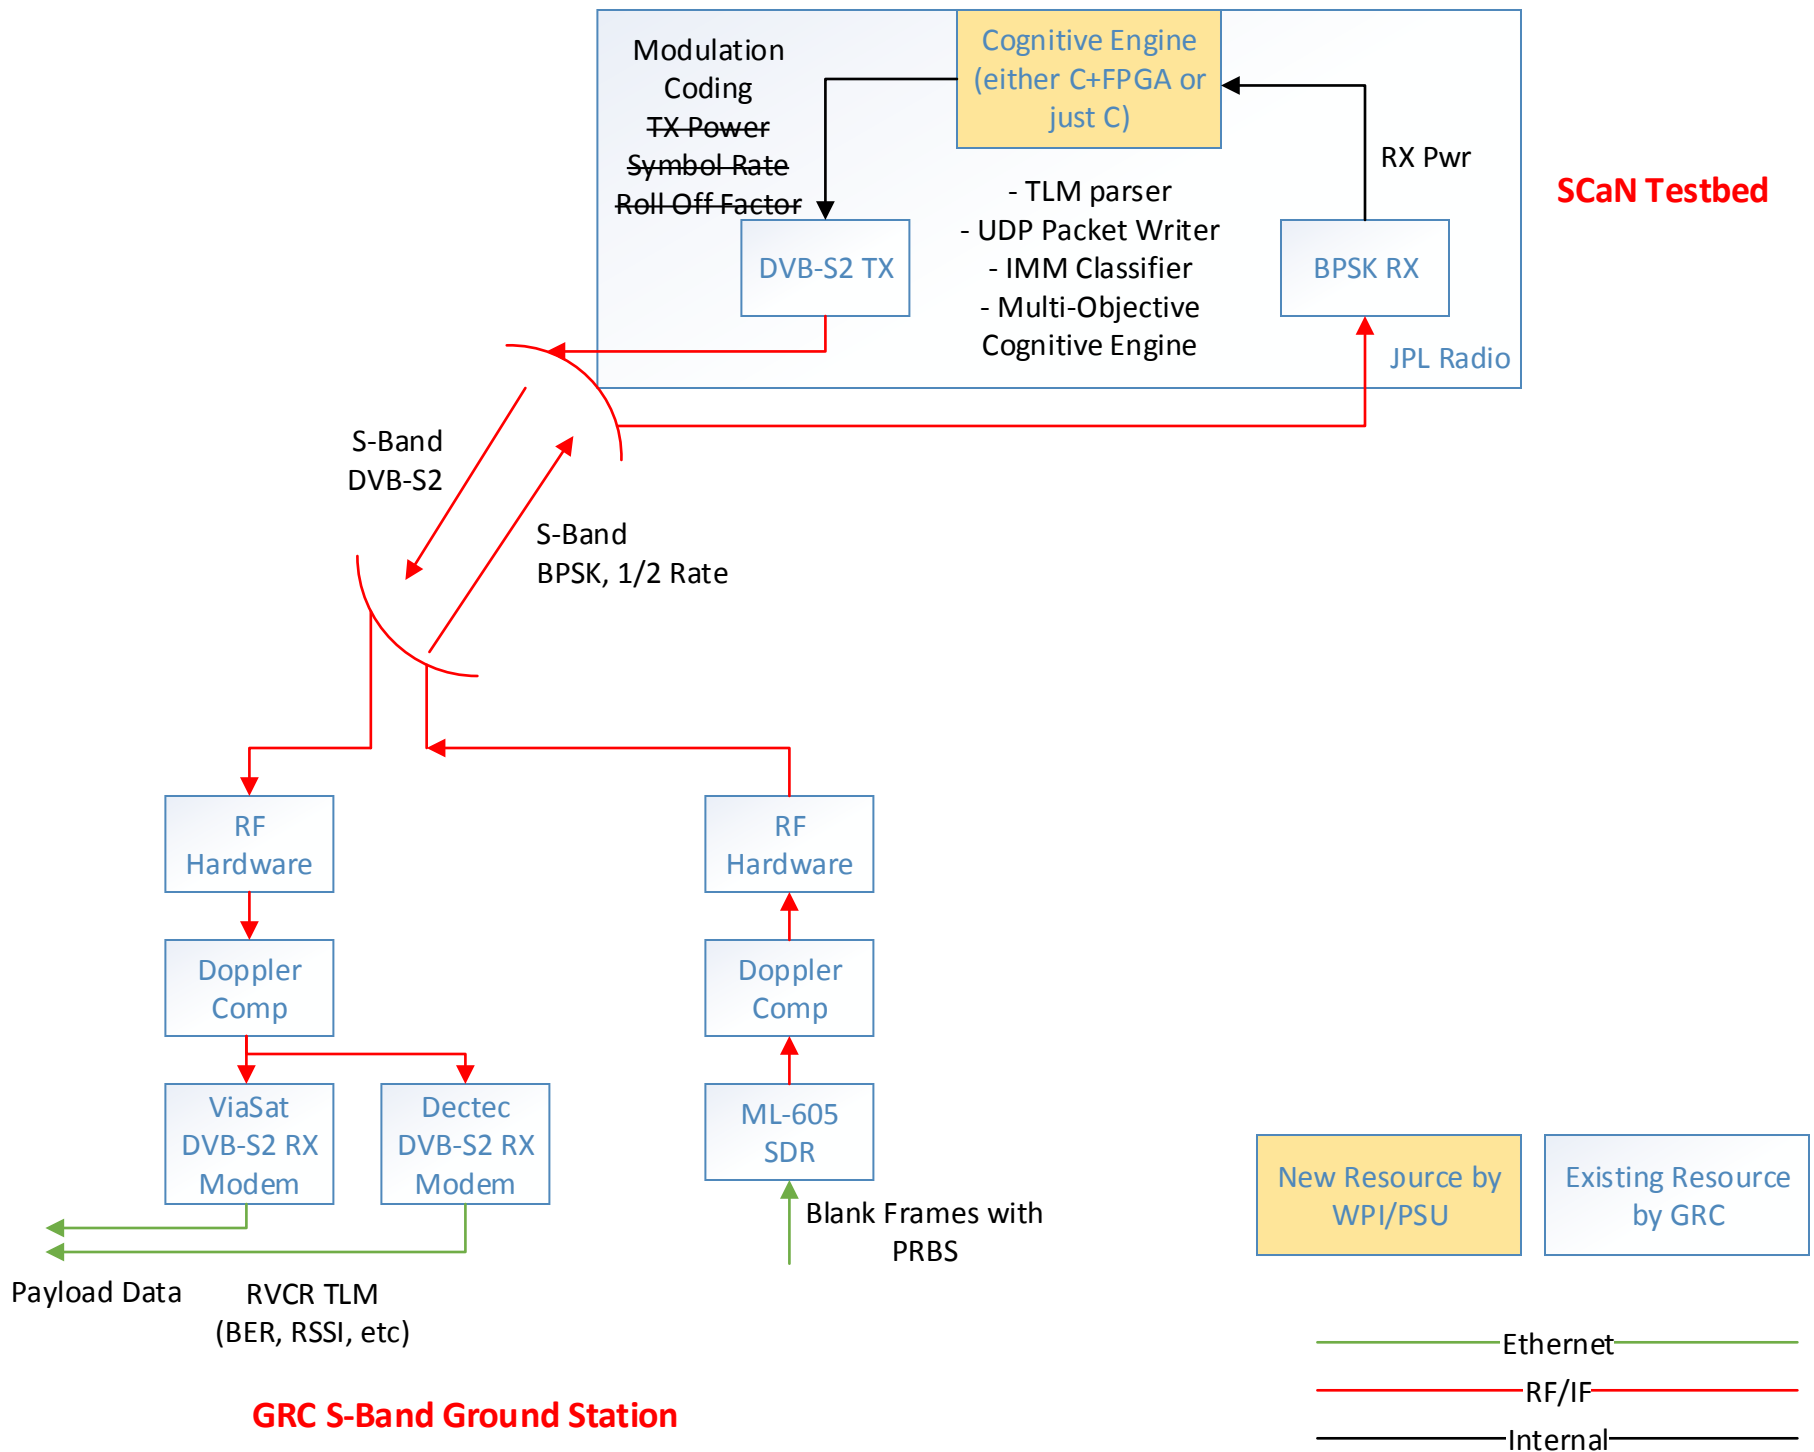 Modulation
Coding
TX Power
Symbol Rate
Roll Off Factor
Cognitive Engine
(either C+FPGA or
just C)
RX Pwr
SCaN Testbed
- TLM parser
- UDP Packet Writer
- IMM Classifier
- Multi-Objective
Cognitive Engine
DVB-S2 TX
BPSK RX
JPL Radio
S-Band
DVB-S2
S-Band
BPSK, 1/2 Rate
RF
Hardware
RF
Hardware
Doppler
Comp
Doppler
Comp
ViaSat
DVB-S2 RX
Modem
Dectec
DVB-S2 RX
Modem
ML-605
SDR
Blank Frames with
PRBS
New Resource by
WPI/PSU
Existing Resource
by GRC
Payload Data
RVCR TLM
(BER, RSSI, etc)
Ethernet
RF/IF
Internal
GRC S-Band Ground Station